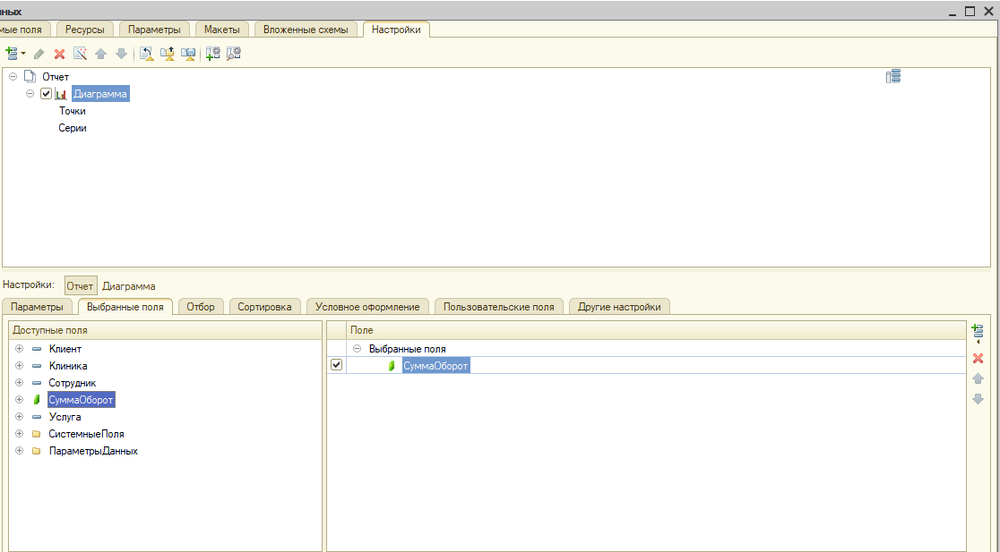 нных
мые поля Ресурсы Параметры Макеты Вложенные схемы Настройки
Отчет
Диаграмма
Точки
Серии
Настройки: Отчет Диаграмма
Параметры Выбранные поля Отбор Сортировка Условное оформление Пользовательские поля Другие настройки
Доступные поля Поле
Клиент Выбранные поля
Клиника СуммаОборот
Сотрудник
СуммаОборот
Услуга
СистемныеПоля
ПараметрыДанных